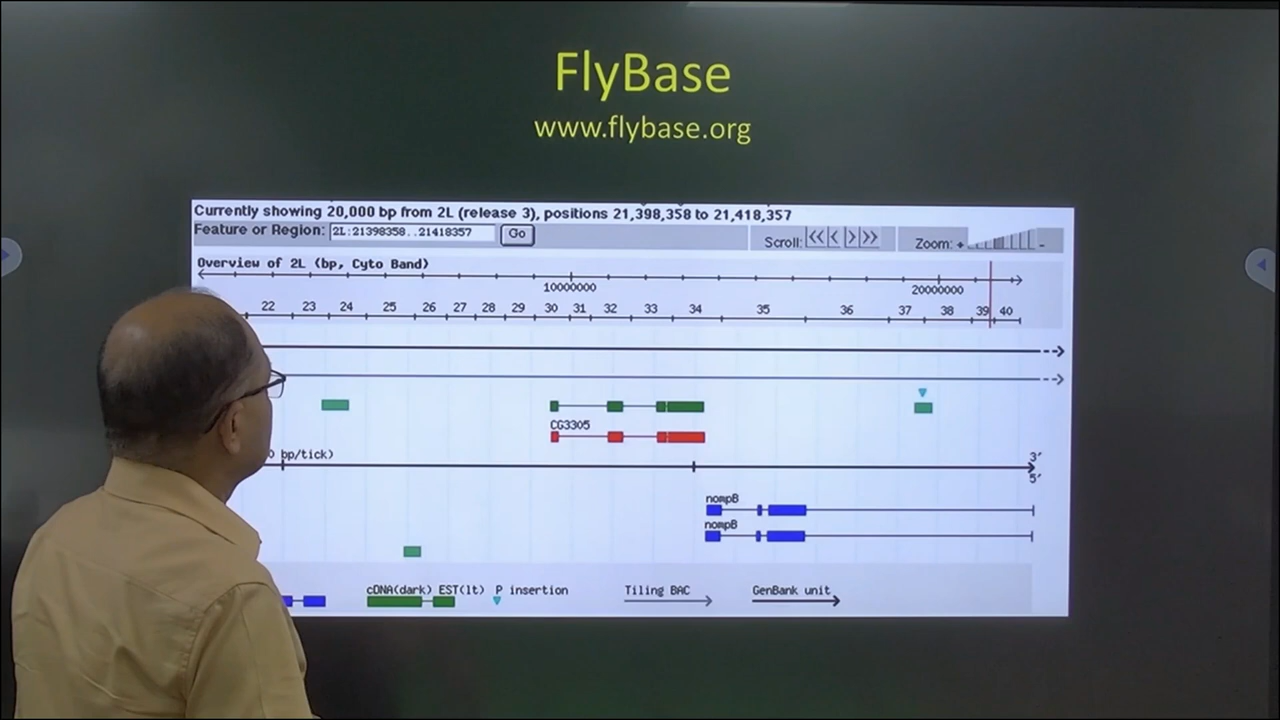 FlyBase
www.flybase.org
Currently showing 20,000 bp from 2L (release 3), positions 21,398,358 to 21,418,357
Feature or Region: 2L:21398358..21418357 Go Scroll: << < > >> Zoom: + -
Overview of 2L (bp, Cyto Band)
10000000 20000000
22 23 24 25 26 27 28 29 30 31 32 33 34 35 36 37 38 39 40
CG3305
bp/tick) 3'
5'
nompB
nompB
cDNA(dark) EST(lt) P insertion Tiling BAC GenBank unit